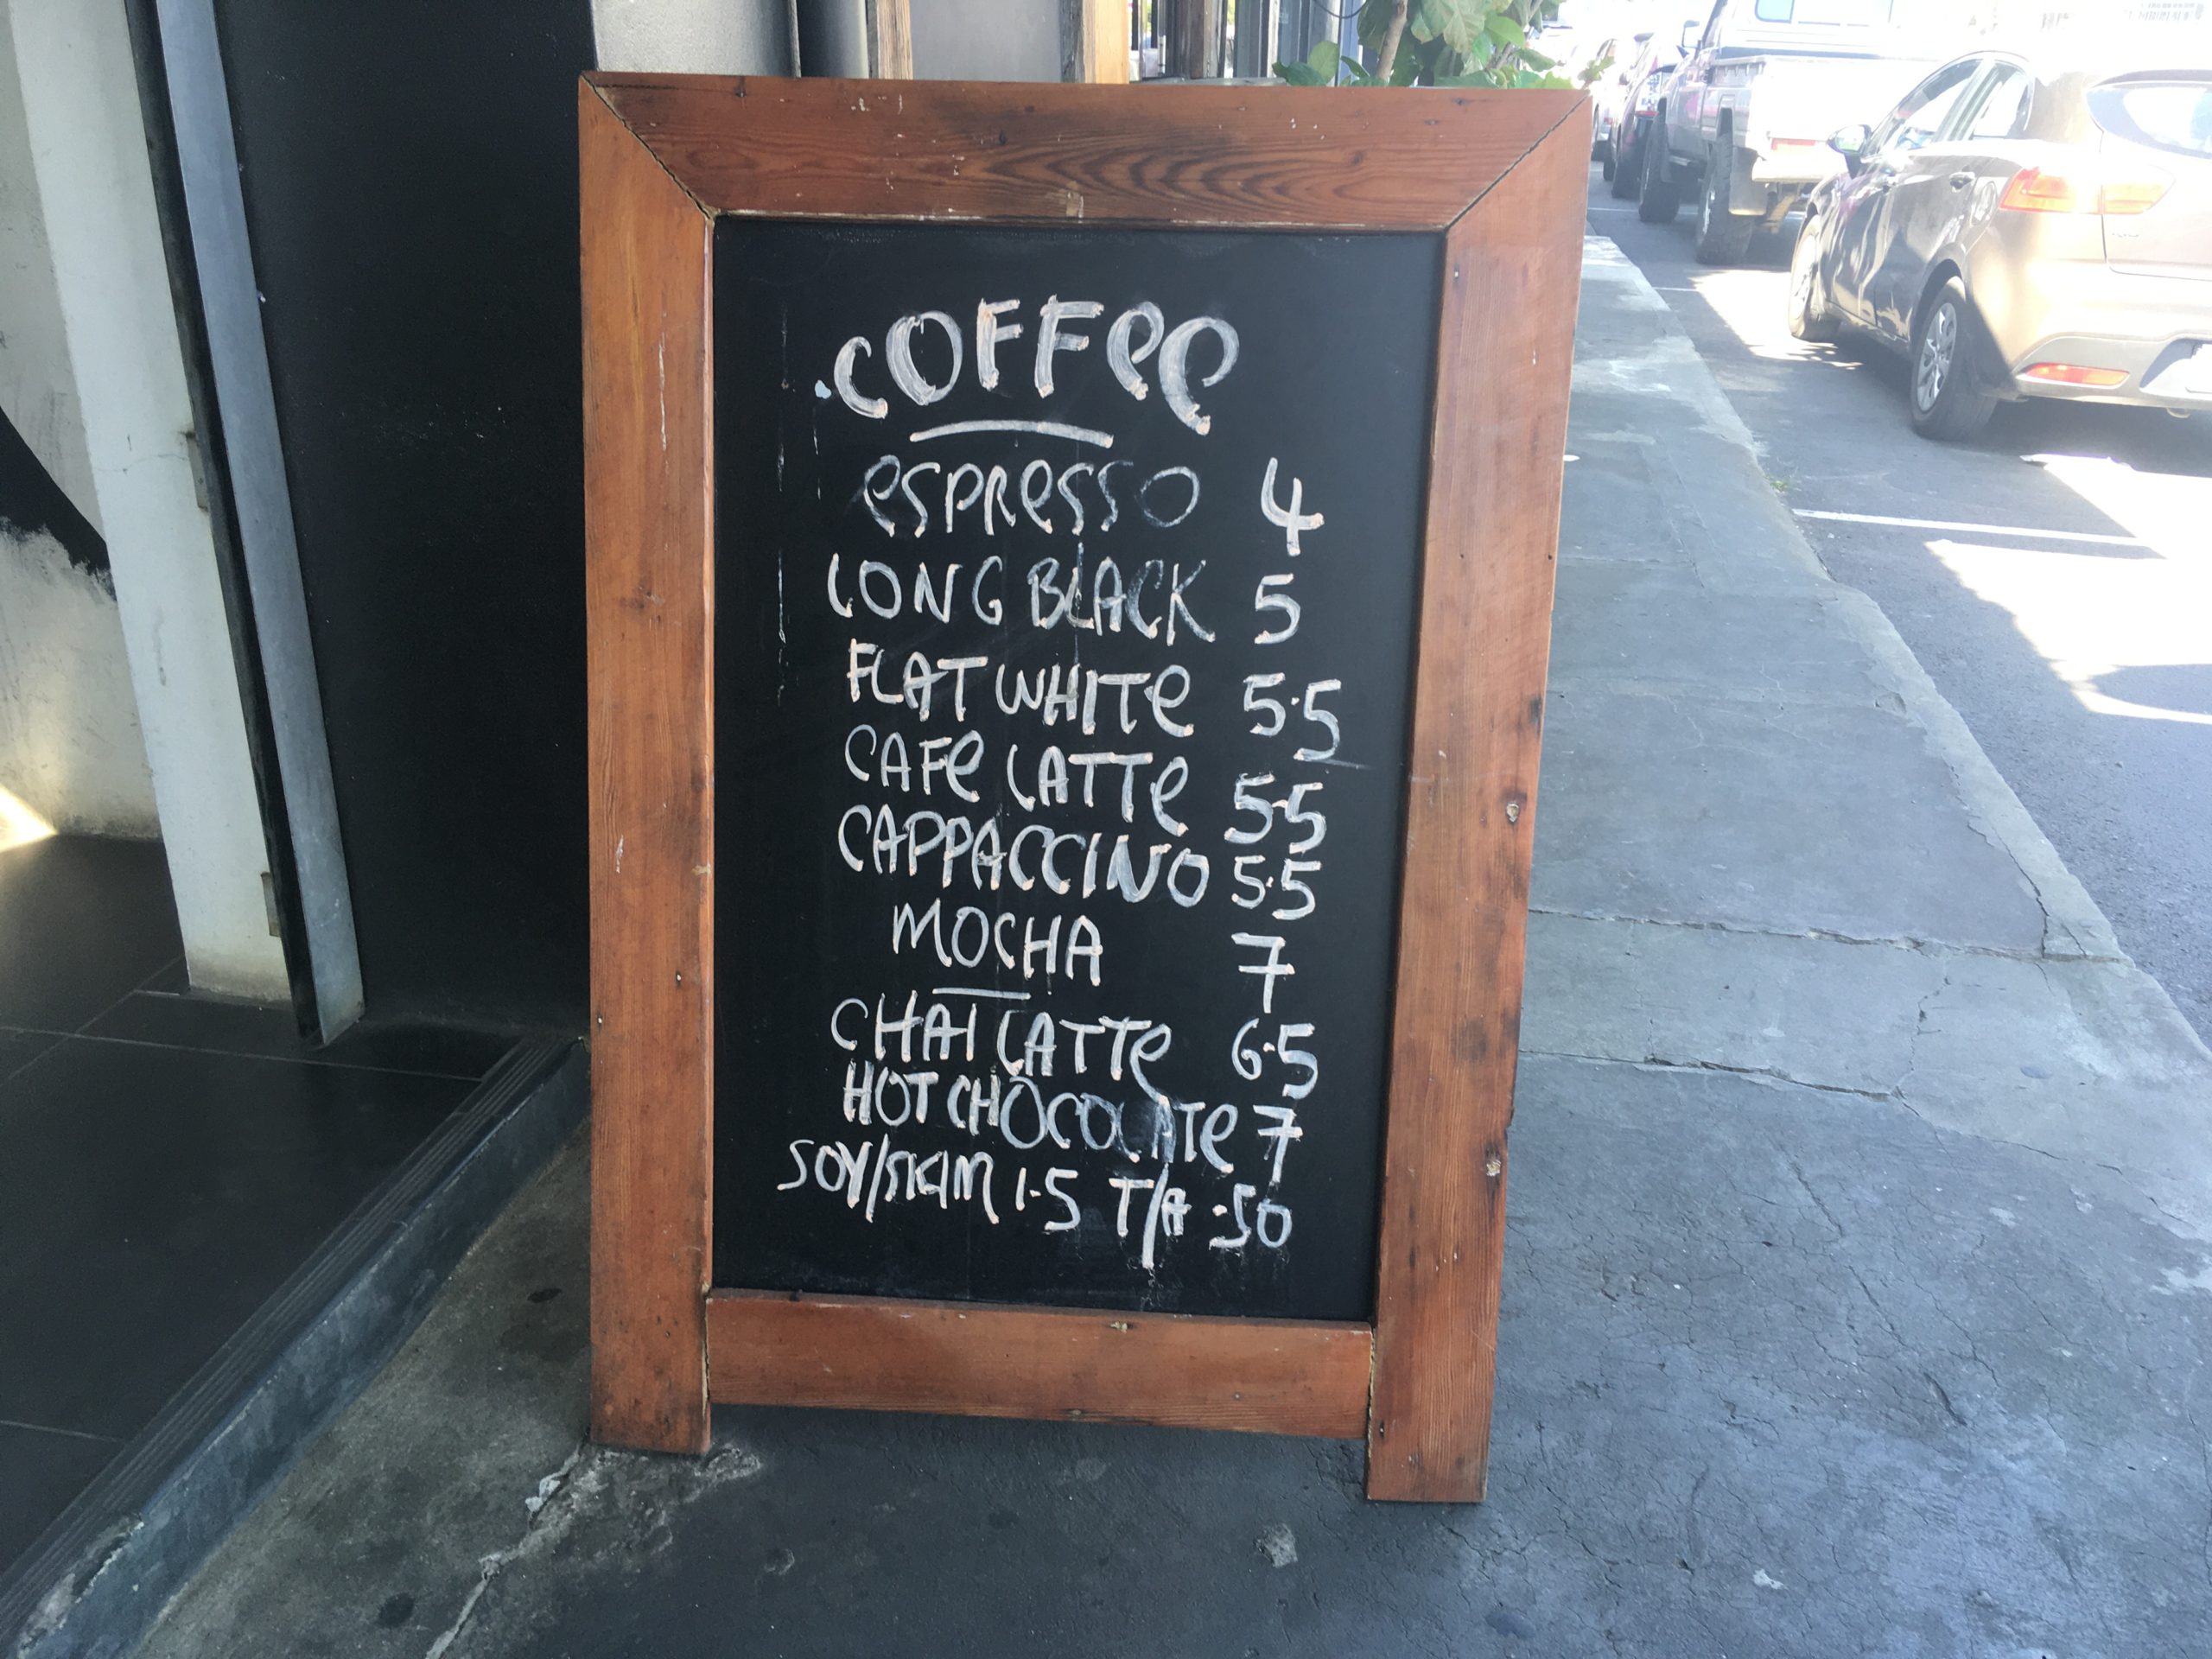 COFFee
espresso 4
LONG BLACK 5
FLAT WHITe 5.5
CAFe LATTe 5.5
CAPPACCINO 5.5
MOCHA 7
CHAI LATTe 6.5
HOT CHOCOLATe 7
SOY/ 1.5 T/A .50